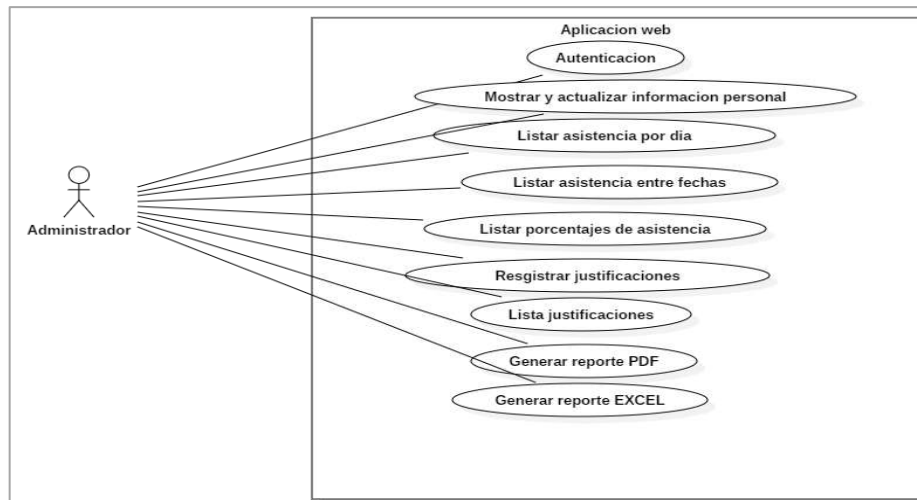 Aplicacion web
Autenticacion
Mostrar y actualizar informacion personal
Listar asistencia por dia
Listar asistencia entre fechas
Administrador
Listar porcentajes de asistencia
Resgistrar justificaciones
Lista justificaciones
Generar reporte PDF
Generar reporte EXCEL